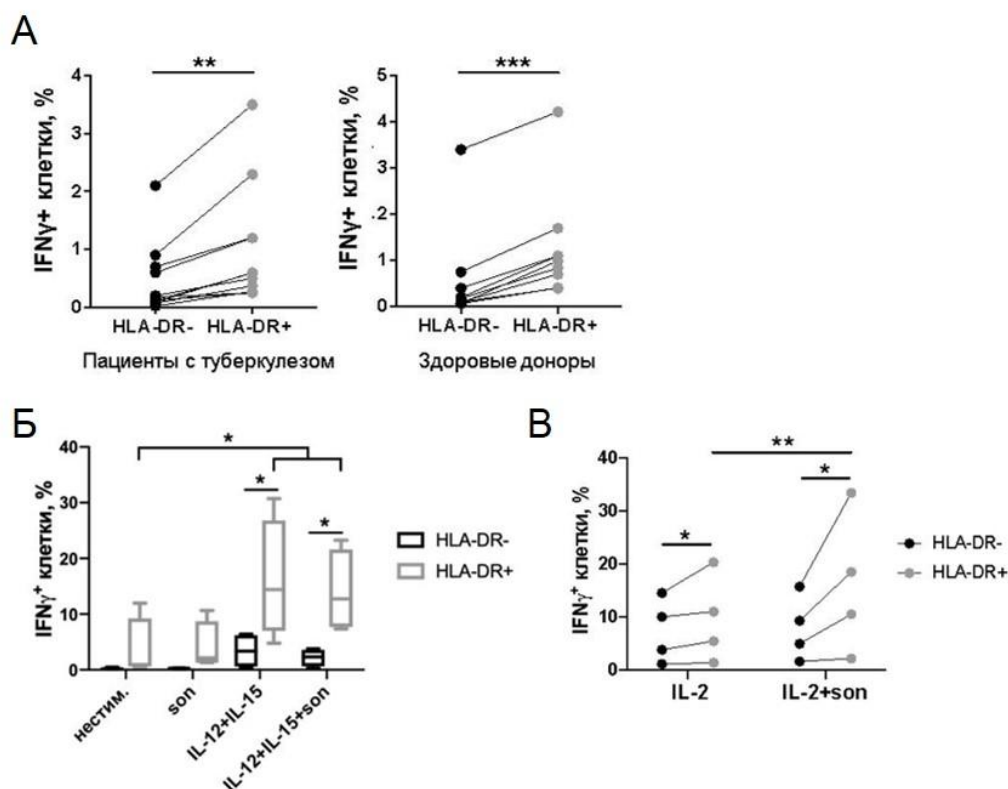 А
**
***
IFNγ+ клетки, %
4
3
2
1
0
HLA-DR-
HLA-DR+
Пациенты с туберкулезом
IFNγ+ клетки, %
5
4
3
2
1
0
HLA-DR-
HLA-DR+
Здоровые доноры
Б
IFNγ⁺ клетки, %
40
30
20
10
0
*
*
*
нестим.
son
IL-12+IL-15
IL-12+IL-15+son
HLA-DR-
HLA-DR+
В
IFNγ⁺ клетки, %
40
30
20
10
0
**
*
*
IL-2
IL-2+son
HLA-DR-
HLA-DR+